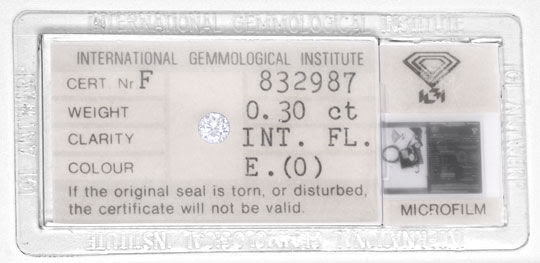 INTERNATIONAL GEMMOLOGICAL INSTITUTE
INTERNATIONAL GEMMOLOGICAL INSTITUTE
CERT. Nr F 832987
WEIGHT 0.30 ct
CLARITY INT. FL.
COLOUR E.(0)
If the original seal is torn, or disturbed,
the certificate will not be valid.
MICROFILM